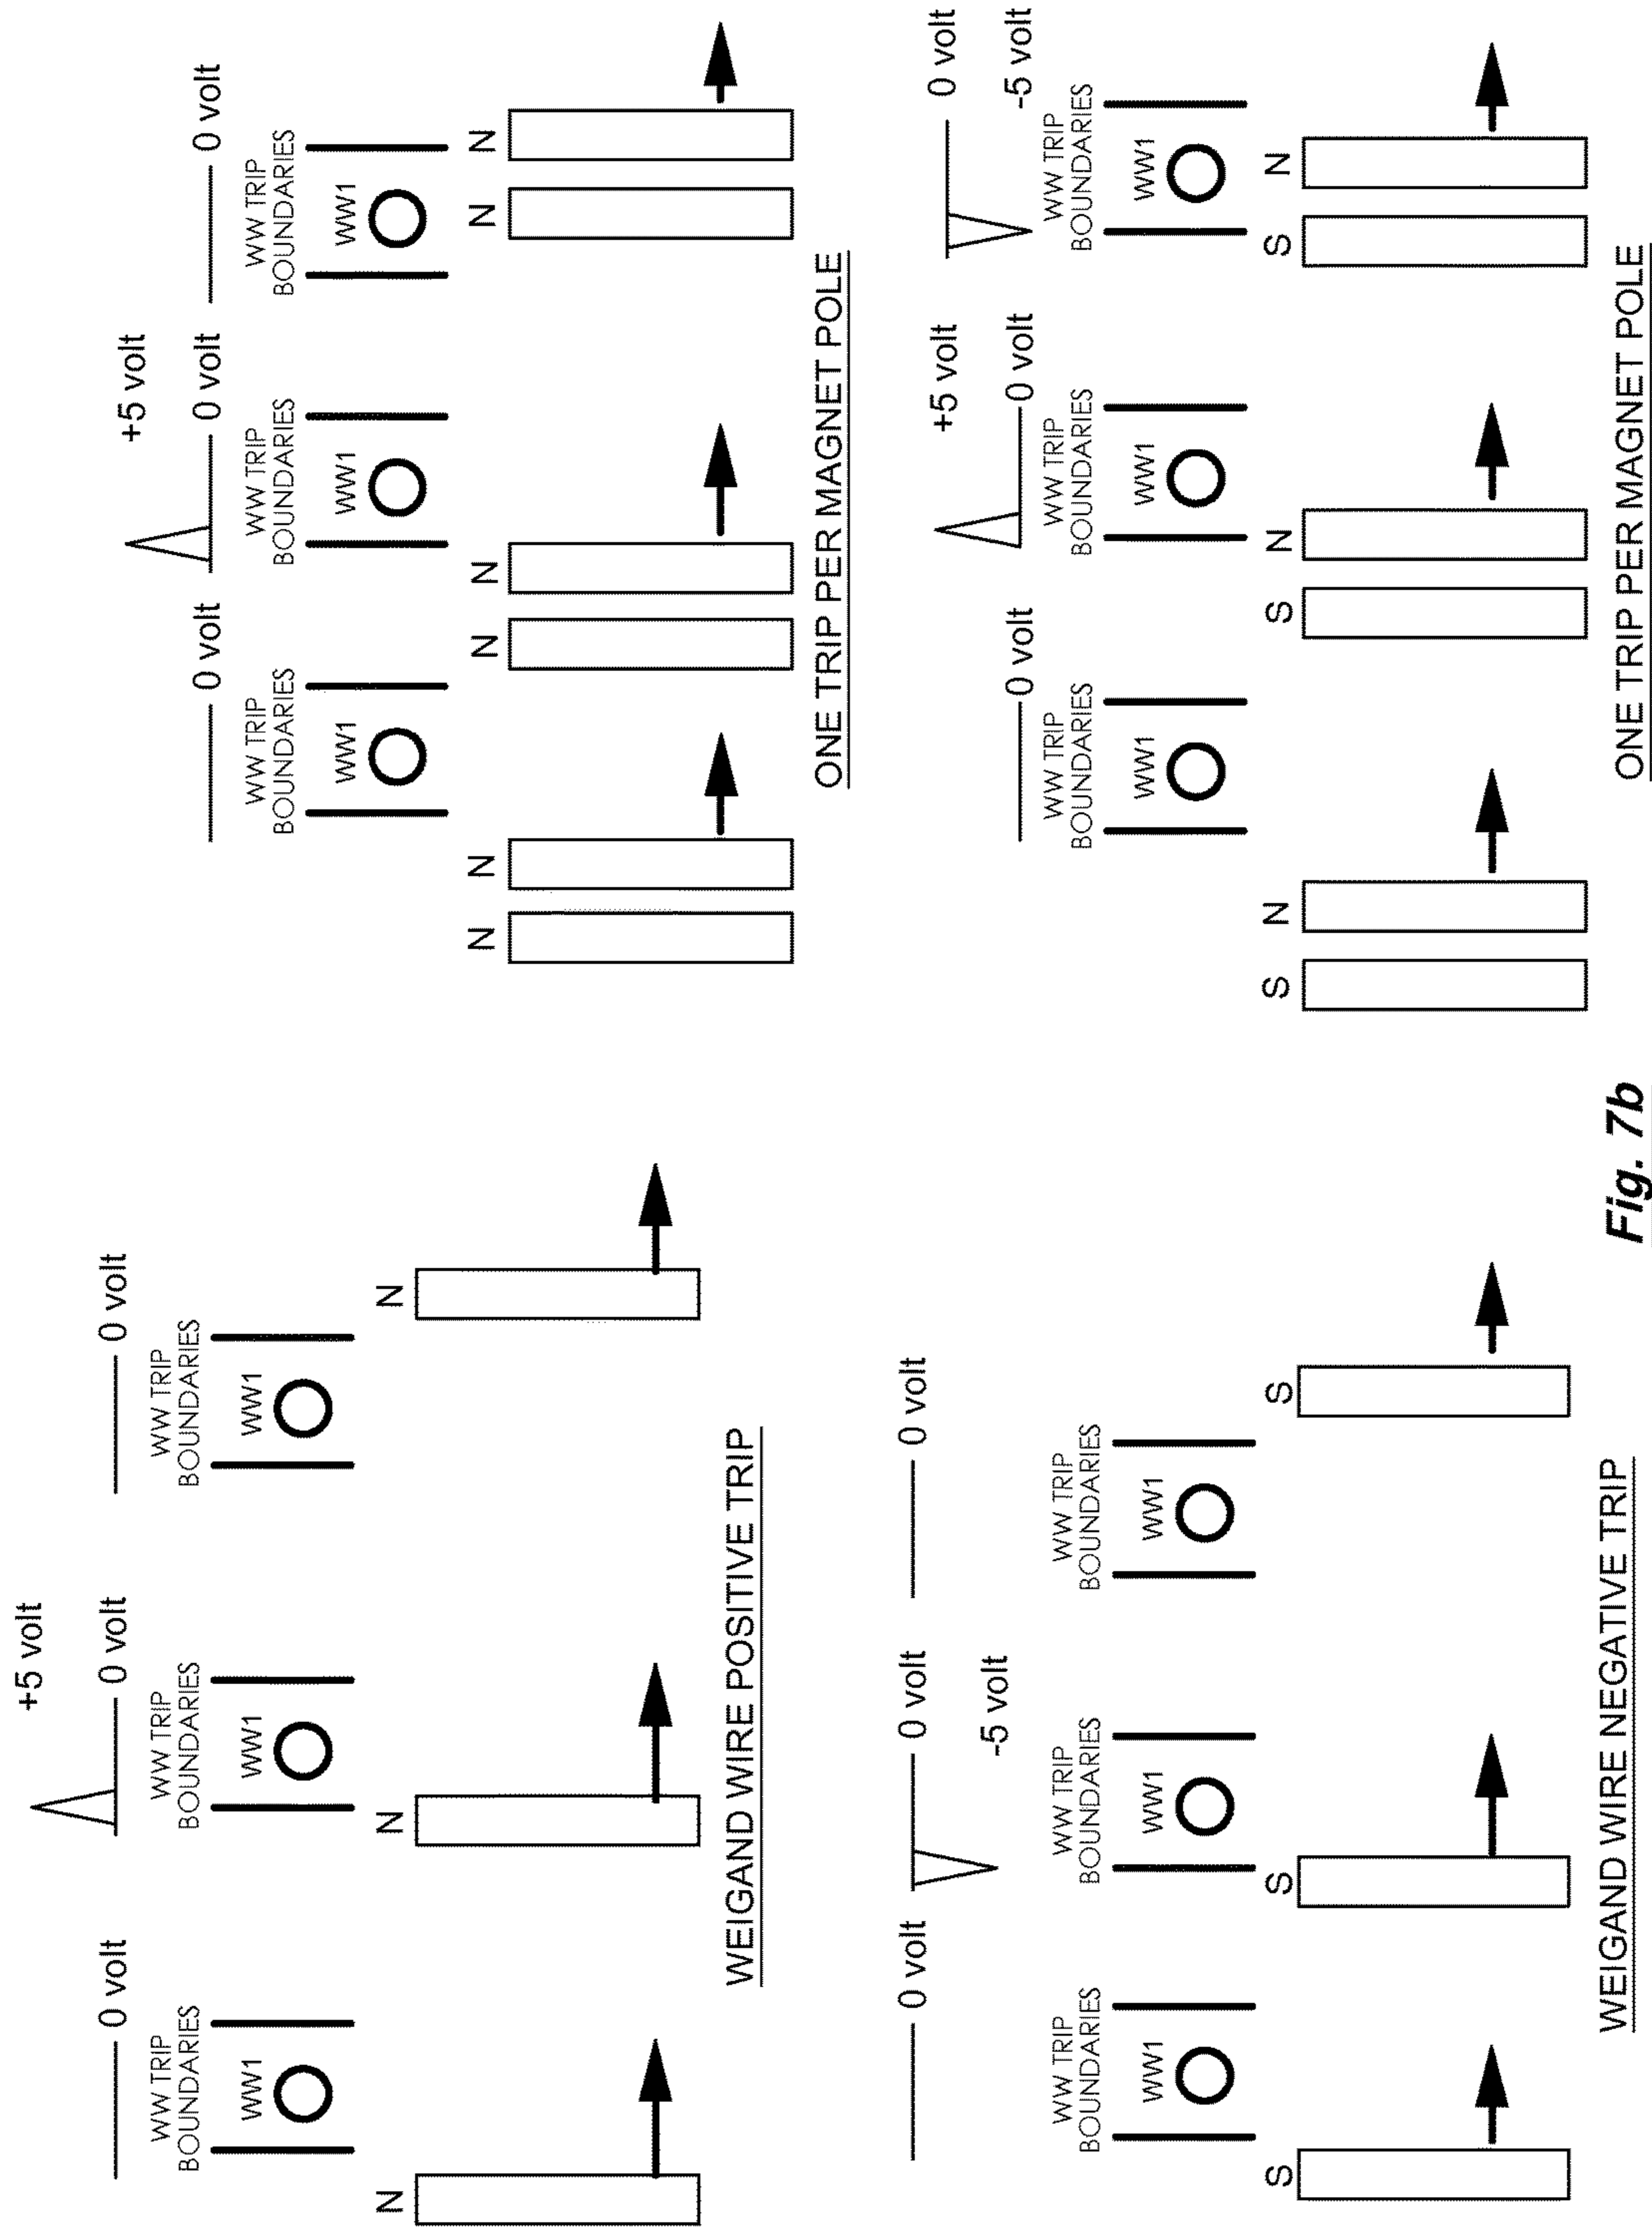 +5 volt
0 volt
0 volt
0 volt
WW TRIP
BOUNDARIES
WW1
WW TRIP
BOUNDARIES
WW1
WW TRIP
BOUNDARIES
WW1
N
N
N
WEIGAND WIRE POSITIVE TRIP
+5 volt
0 volt
0 volt
0 volt
WW TRIP
BOUNDARIES
WW1
WW TRIP
BOUNDARIES
WW1
WW TRIP
BOUNDARIES
WW1
N N
N N
N N
ONE TRIP PER MAGNET POLE
0 volt
0 volt
-5 volt
0 volt
WW TRIP
BOUNDARIES
WW1
WW TRIP
BOUNDARIES
WW1
WW TRIP
BOUNDARIES
WW1
S
S
S
WEIGAND WIRE NEGATIVE TRIP
0 volt
+5 volt
0 volt
0 volt
-5 volt
WW TRIP
BOUNDARIES
WW1
WW TRIP
BOUNDARIES
WW1
WW TRIP
BOUNDARIES
WW1
S N
S N
S N
ONE TRIP PER MAGNET POLE
Fig. 7b